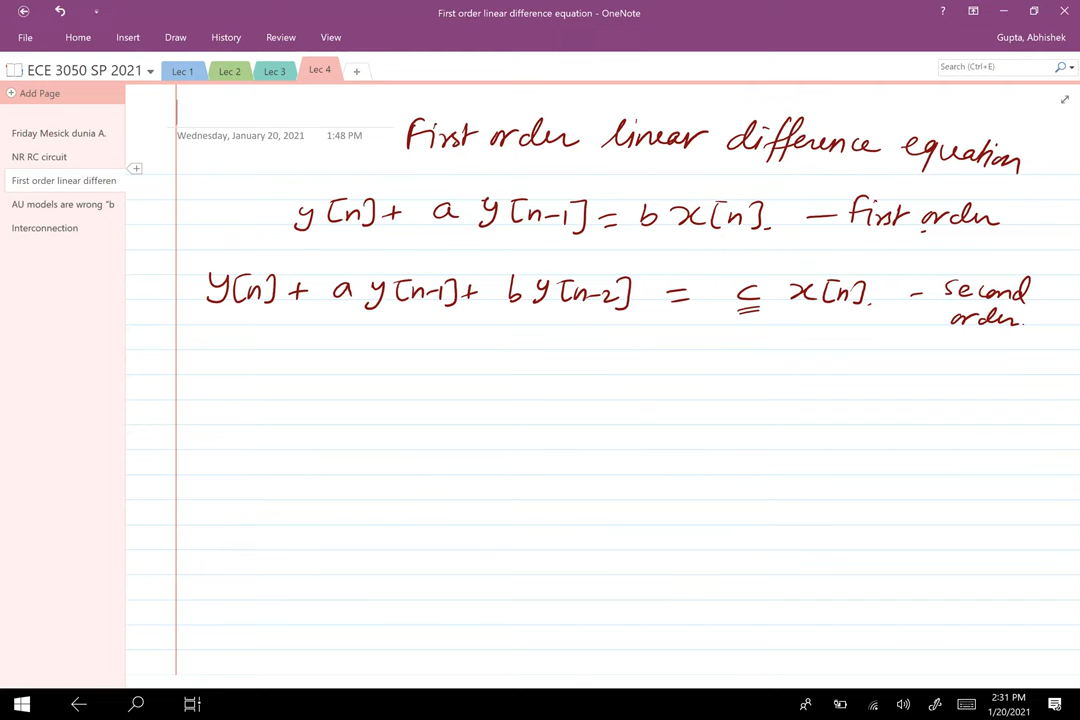 First order linear difference equation - OneNote
?
File Home Insert Draw History Review View
Gupta, Abhishek
ECE 3050 SP 2021
Lec 1 Lec 2 Lec 3 Lec 4
Search (Ctrl+E)
Add Page
Friday Mesick dunia A.
NR RC circuit
First order linear differen
AU models are wrong "b
Interconnection
Wednesday, January 20, 2021 1:48 PM
First order linear difference equation
y[n] + a y[n-1] = b x[n]. - first order
y[n] + a y[n-1] + b y[n-2] = c x[n]. - second
order.
2:31 PM
1/20/2021